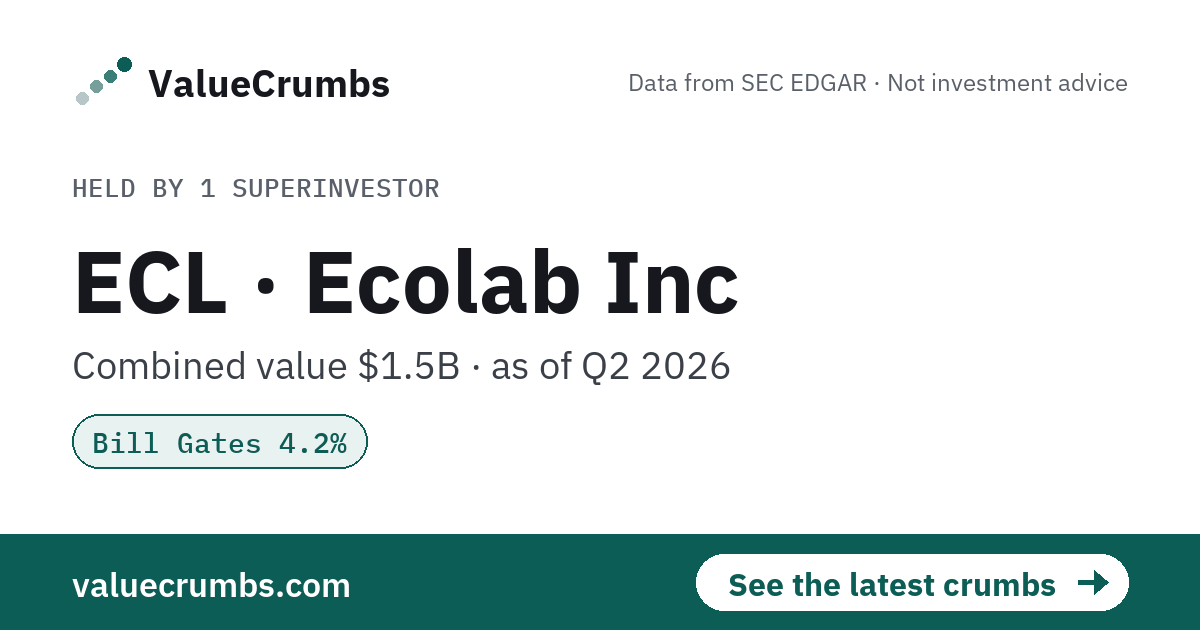 ValueCrumbs
Data from SEC EDGAR · Not investment advice
HELD BY 1 SUPERINVESTOR
ECL · Ecolab Inc
Combined value $1.5B · as of Q2 2026
Bill Gates 4.2%
valuecrumbs.com
See the latest crumbs